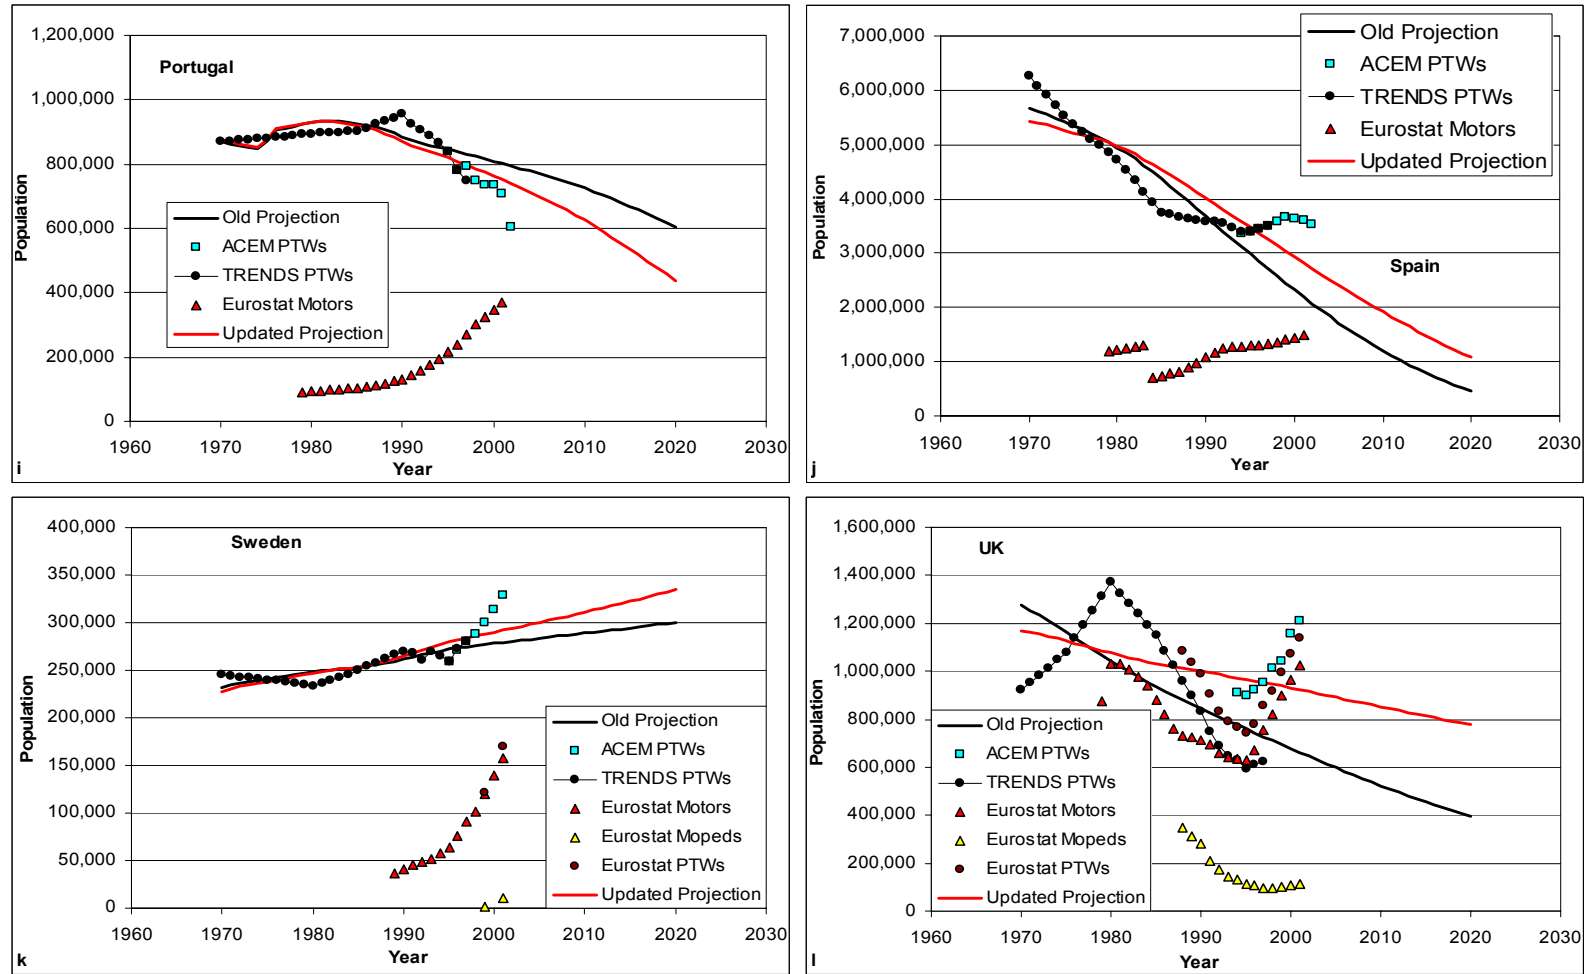 1,200,000
Portugal
1,000,000
800,000
600,000
400,000
200,000
0
Population
Old Projection
ACEM PTWs
TRENDS PTWs
Eurostat Motors
Updated Projection
1960 1970 1980 1990 2000 2010 2020 2030
Year
i
7,000,000
6,000,000
5,000,000
4,000,000
3,000,000
2,000,000
1,000,000
0
Population
Old Projection
ACEM PTWs
TRENDS PTWs
Eurostat Motors
Updated Projection
Spain
1960 1970 1980 1990 2000 2010 2020 2030
Year
j
400,000
Sweden
350,000
300,000
250,000
200,000
150,000
100,000
50,000
0
Population
Old Projection
ACEM PTWs
TRENDS PTWs
Eurostat Motors
Eurostat Mopeds
Eurostat PTWs
Updated Projection
1960 1970 1980 1990 2000 2010 2020 2030
Year
k
1,600,000
UK
1,400,000
1,200,000
1,000,000
800,000
600,000
400,000
200,000
0
Population
Old Projection
ACEM PTWs
TRENDS PTWs
Eurostat Motors
Eurostat Mopeds
Eurostat PTWs
Updated Projection
1960 1970 1980 1990 2000 2010 2020 2030
Year
l